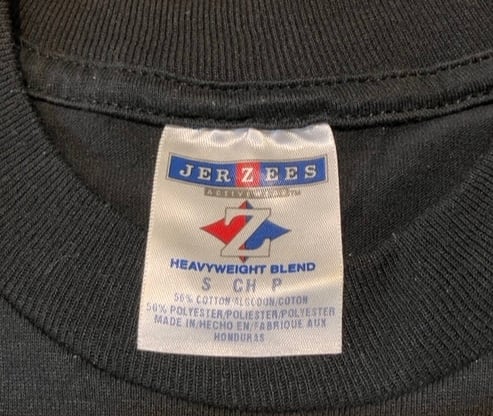 JERZEES
ACTIVEWEAR™
Z
HEAVYWEIGHT BLEND
S CH P
50% COTTON/ALGODON/COTON
50% POLYESTER/POLIESTER/POLYESTER
MADE IN/HECHO EN/FABRIQUE AUX
HONDURAS